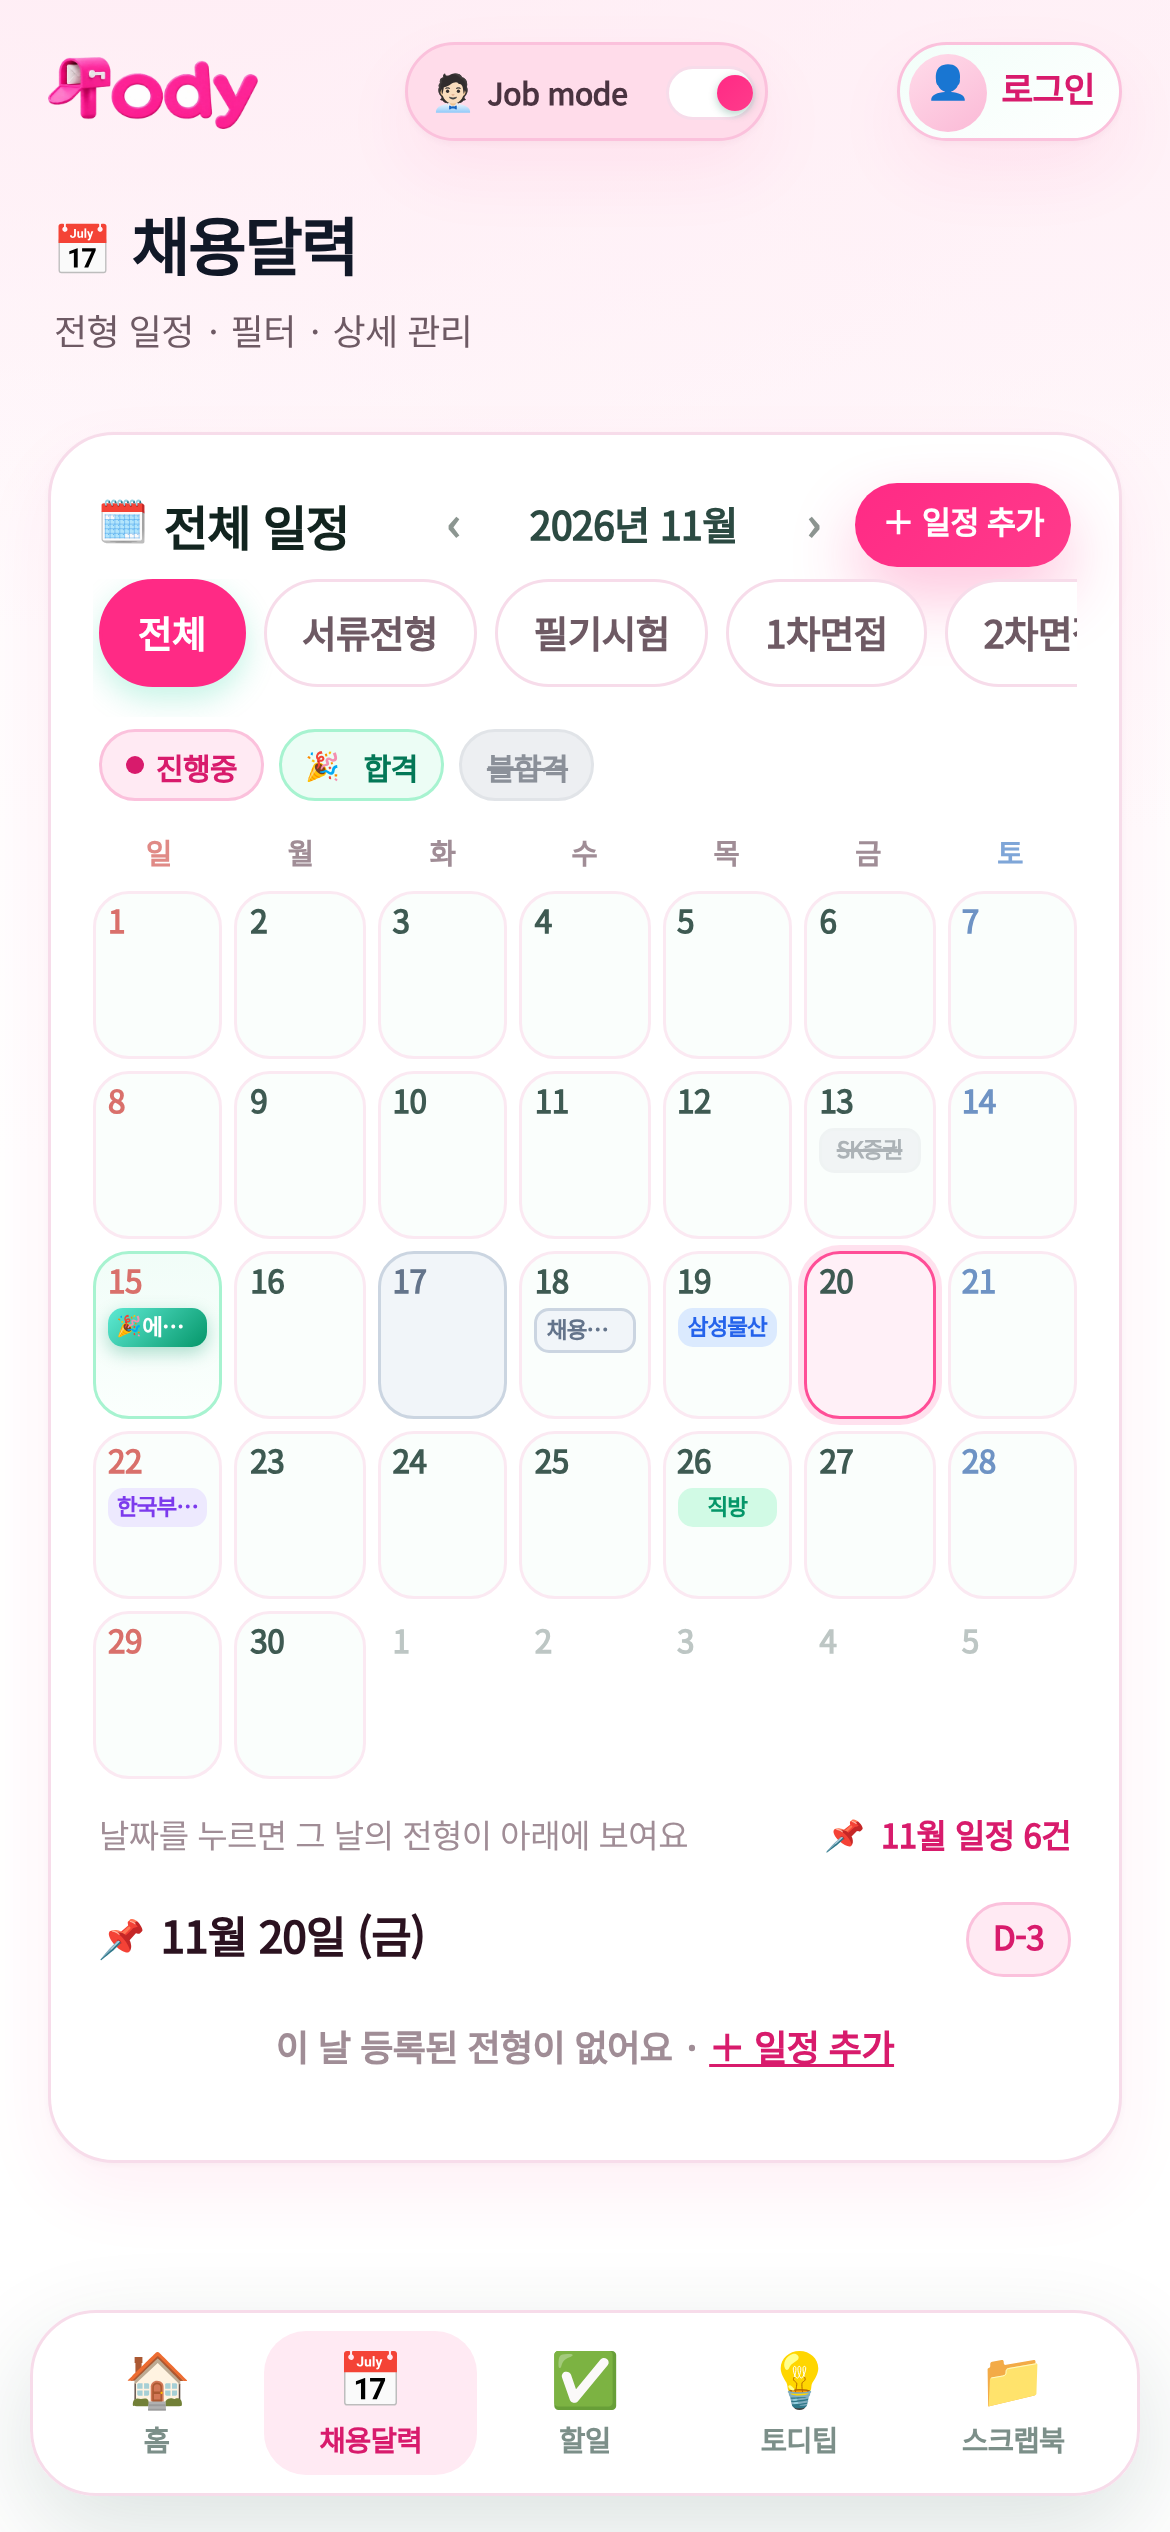 Tody
Job mode
로그인
채용달력
전형 일정 · 필터 · 상세 관리
전체 일정
‹ 2026년 11월 ›
+ 일정 추가
전체 서류전형 필기시험 1차면접 2차면
진행중 합격 불합격
일 월 화 수 목 금 토
1 2 3 4 5 6 7
8 9 10 11 12 13 14
SK증권
15 16 17 18 19 20 21
에… 채용… 삼성물산
22 23 24 25 26 27 28
한국부… 직방
29 30 1 2 3 4 5
날짜를 누르면 그 날의 전형이 아래에 보여요
11월 일정 6건
11월 20일 (금)
D-3
이 날 등록된 전형이 없어요 · + 일정 추가
홈 채용달력 할일 토디팁 스크랩북